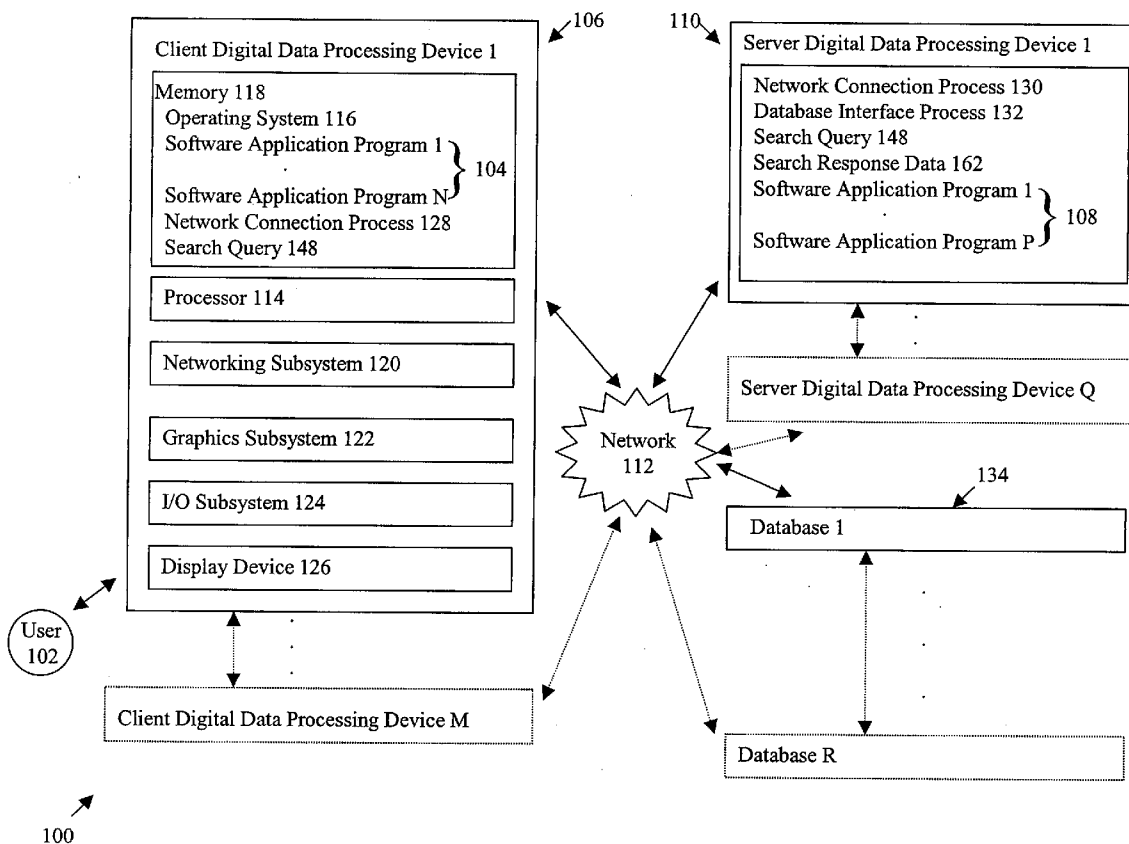 106
110
Client Digital Data Processing Device 1
Memory 118
Operating System 116
Software Application Program 1
.
104
Software Application Program N
Network Connection Process 128
Search Query 148
Processor 114
Networking Subsystem 120
Graphics Subsystem 122
I/O Subsystem 124
Display Device 126
User
102
Client Digital Data Processing Device M
100
Network
112
Server Digital Data Processing Device 1
Network Connection Process 130
Database Interface Process 132
Search Query 148
Search Response Data 162
Software Application Program 1
.
108
Software Application Program P
Server Digital Data Processing Device Q
134
Database 1
Database R